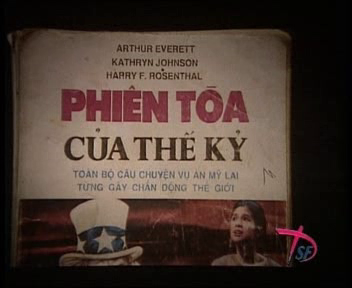 ARTHUR EVERETT
KATHRYN JOHNSON
HARRY F. ROSENTHAL
PHIÊN TÒA
CỦA THẾ KỶ
TOÀN BỘ CÂU CHUYỆN VỤ ÁN MỸ LAI
TỪNG GÂY CHẤN ĐỘNG THẾ GIỚI
TSF